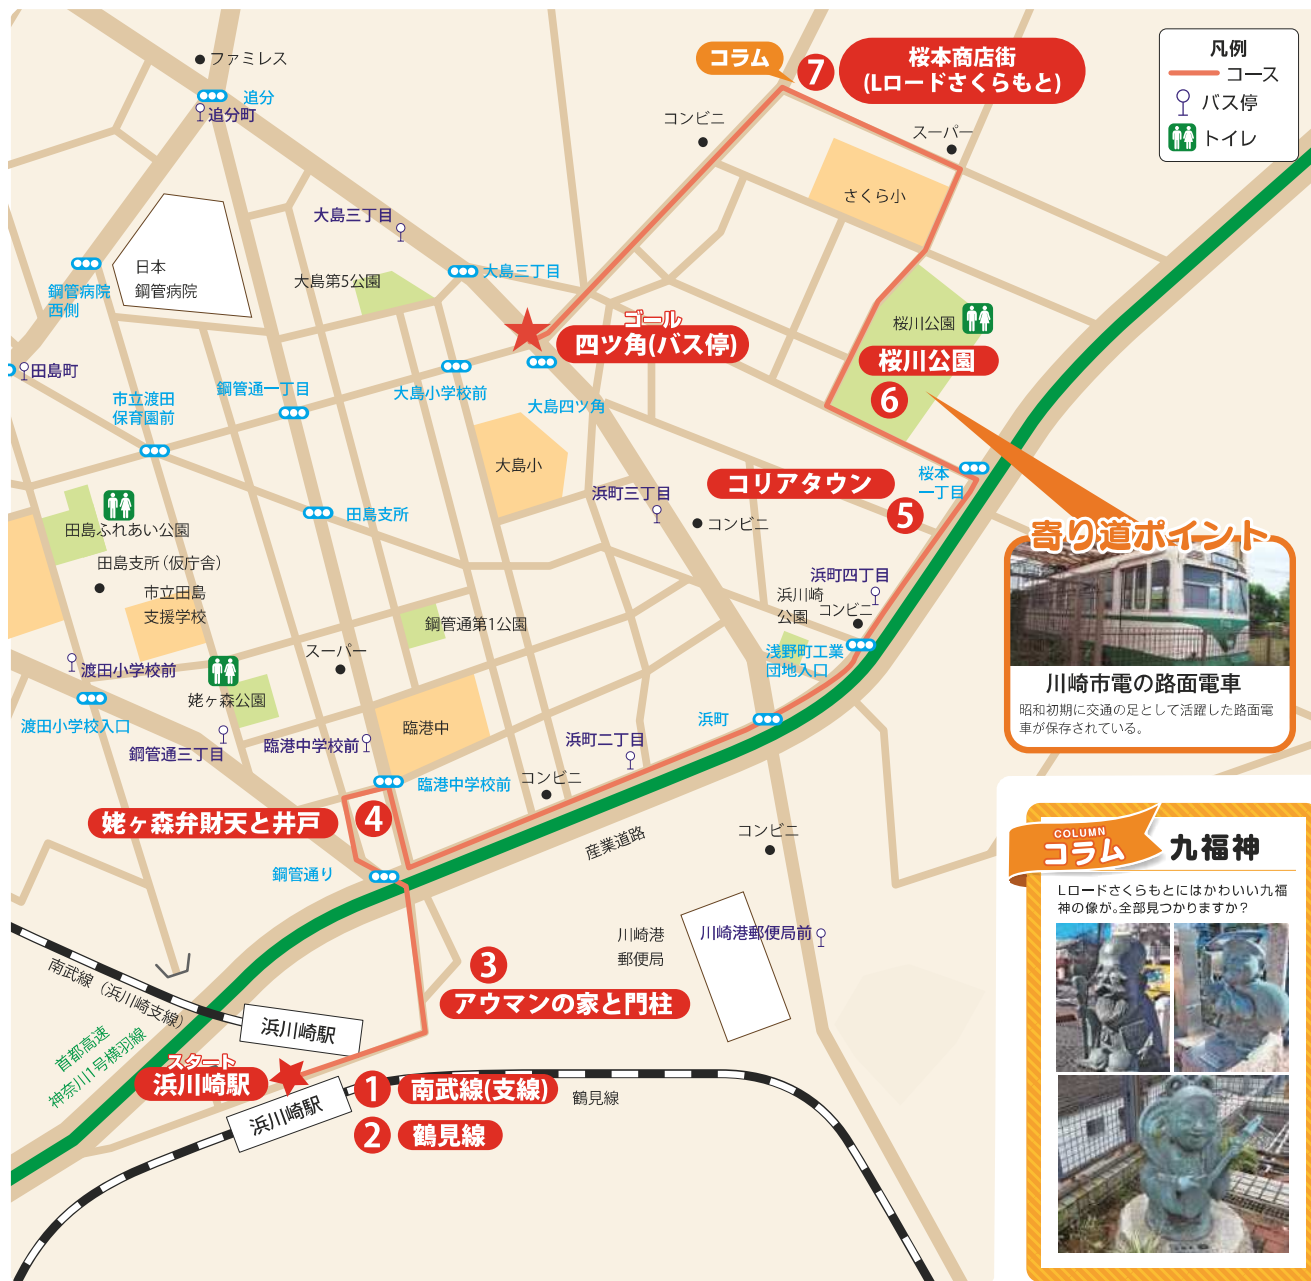 凡例
コース
バス停
トイレ
コラム
7
桜本商店街
(Lロードさくらもと)
ファミレス
追分
追分町
コンビニ
スーパー
さくら小
大島三丁目
大島三丁目
日本
鋼管病院
鋼管病院
西側
大島第5公園
ゴール
四ツ角(バス停)
桜川公園
桜川公園
6
田島町
市立渡田
保育園前
鋼管通一丁目
大島小学校前
大島四ツ角
大島小
浜町三丁目
コンビニ
コリアタウン
5
桜本
一丁目
田島支所
田島ふれあい公園
田島支所(仮庁舎)
市立田島
支援学校
鋼管通第1公園
浜町四丁目
浜川崎
公園
コンビニ
浅野町工業
団地入口
寄り道ポイント
川崎市電の路面電車
昭和初期に交通の足として活躍した路面電
車が保存されている。
渡田小学校前
渡田小学校入口
姥ヶ森公園
スーパー
鋼管通三丁目
臨港中学校前
臨港中
浜町二丁目
浜町
臨港中学校前
コンビニ
姥ヶ森弁財天と井戸
4
鋼管通り
産業道路
コンビニ
川崎港
郵便局
川崎港郵便局前
3
アウマンの家と門柱
南武線(浜川崎支線)
首都高速
神奈川1号横羽線
浜川崎駅
スタート
浜川崎駅
浜川崎駅
1
南武線(支線)
2
鶴見線
鶴見線
COLUMN
コラム
九福神
Lロードさくらもとにはかわいい九福
神の像が。全部見つかりますか?